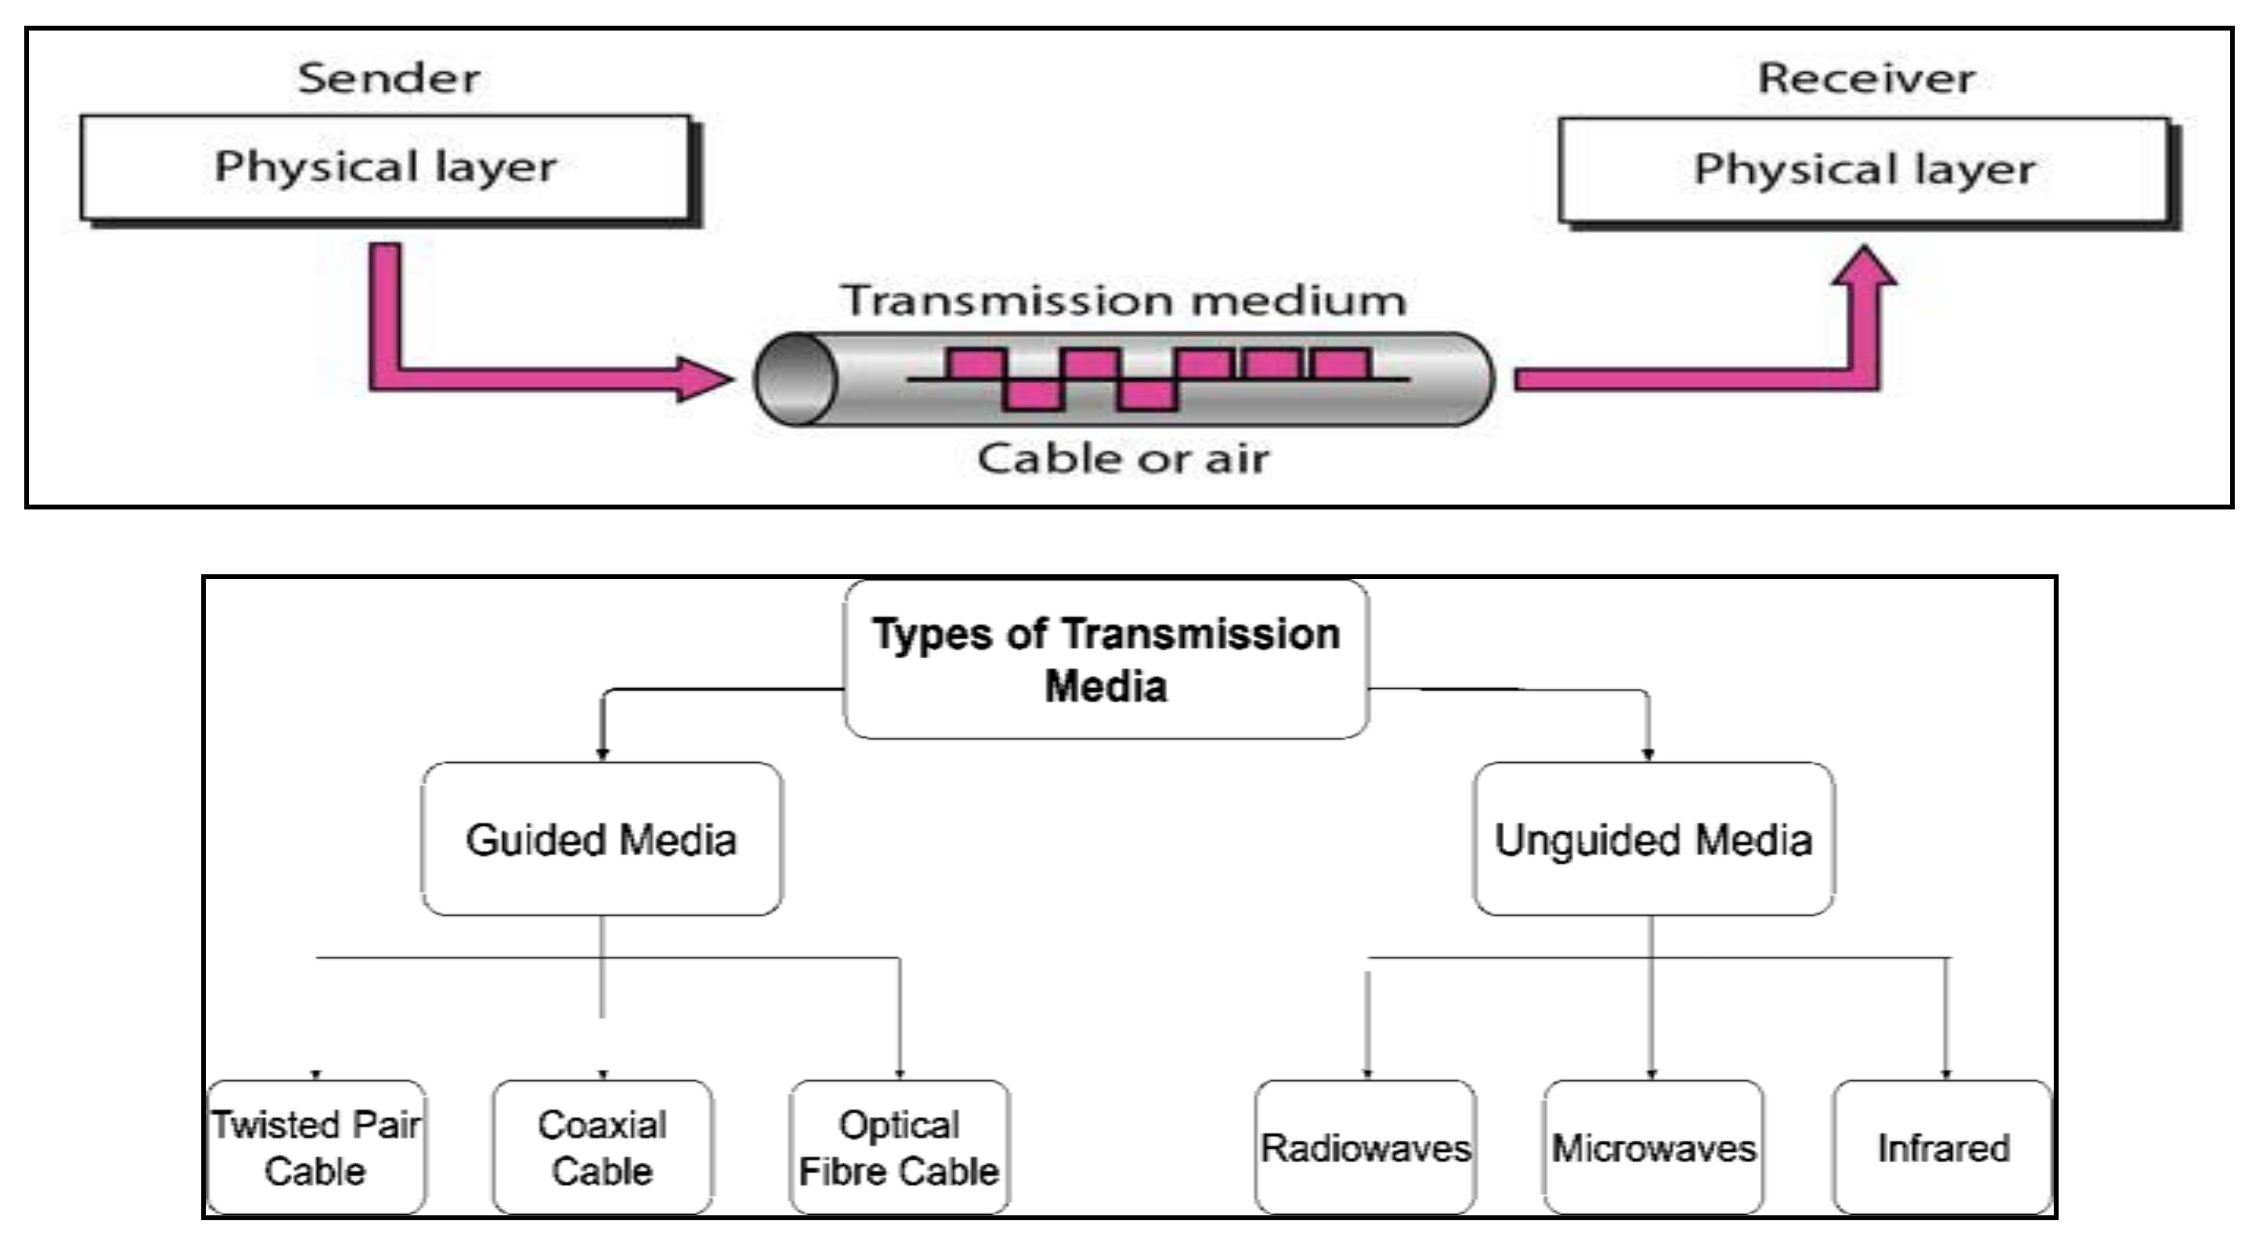 Sender
Receiver
Physical layer
Physical layer
Transmission medium
Cable or air
Types of Transmission
Media
Guided Media
Unguided Media
Twisted Pair
Cable
Coaxial
Cable
Optical
Fibre Cable
Radiowaves
Microwaves
Infrared